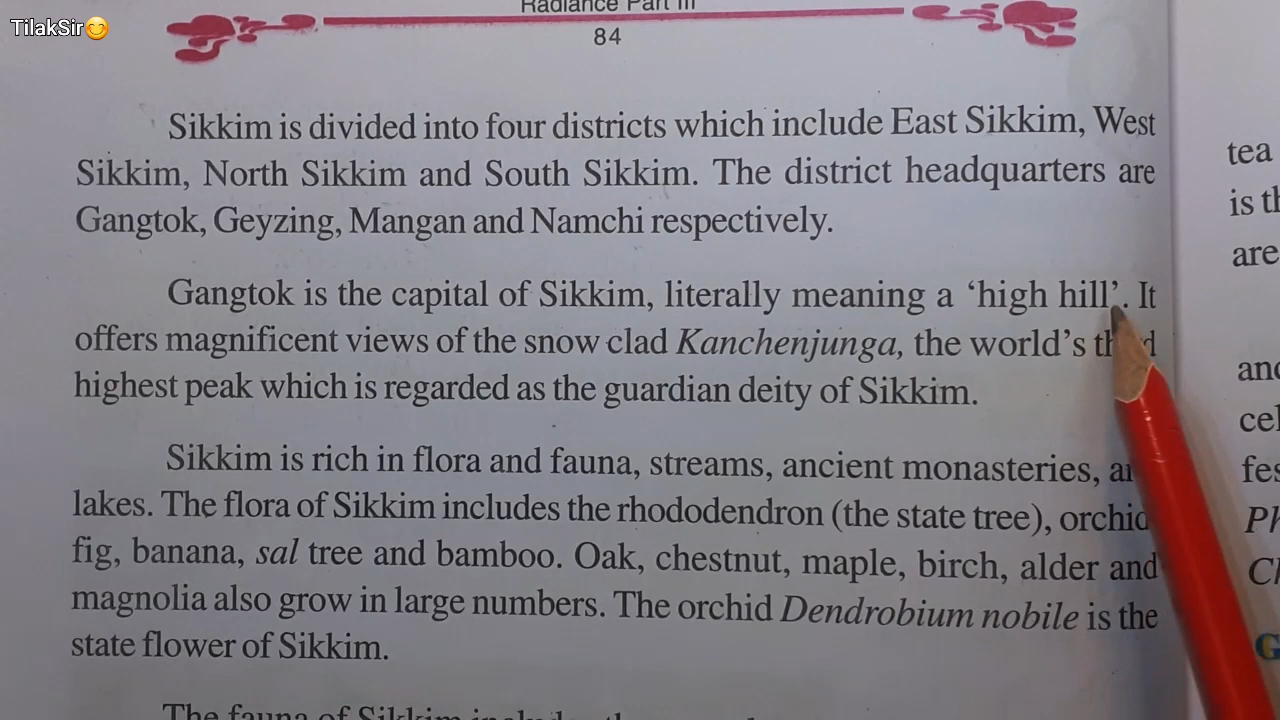 TilakSir😊
Radiance Part III
84
Sikkim is divided into four districts which include East Sikkim, West
Sikkim, North Sikkim and South Sikkim. The district headquarters are
Gangtok, Geyzing, Mangan and Namchi respectively.
Gangtok is the capital of Sikkim, literally meaning a ‘high hill’. It
offers magnificent views of the snow clad Kanchenjunga, the world’s third
highest peak which is regarded as the guardian deity of Sikkim.
Sikkim is rich in flora and fauna, streams, ancient monasteries, and
lakes. The flora of Sikkim includes the rhododendron (the state tree), orchid,
fig, banana, sal tree and bamboo. Oak, chestnut, maple, birch, alder and
magnolia also grow in large numbers. The orchid Dendrobium nobile is the
state flower of Sikkim.
The fauna of Sikkim
tea
is th
are
and
cel
fes
Ph
Ch
G